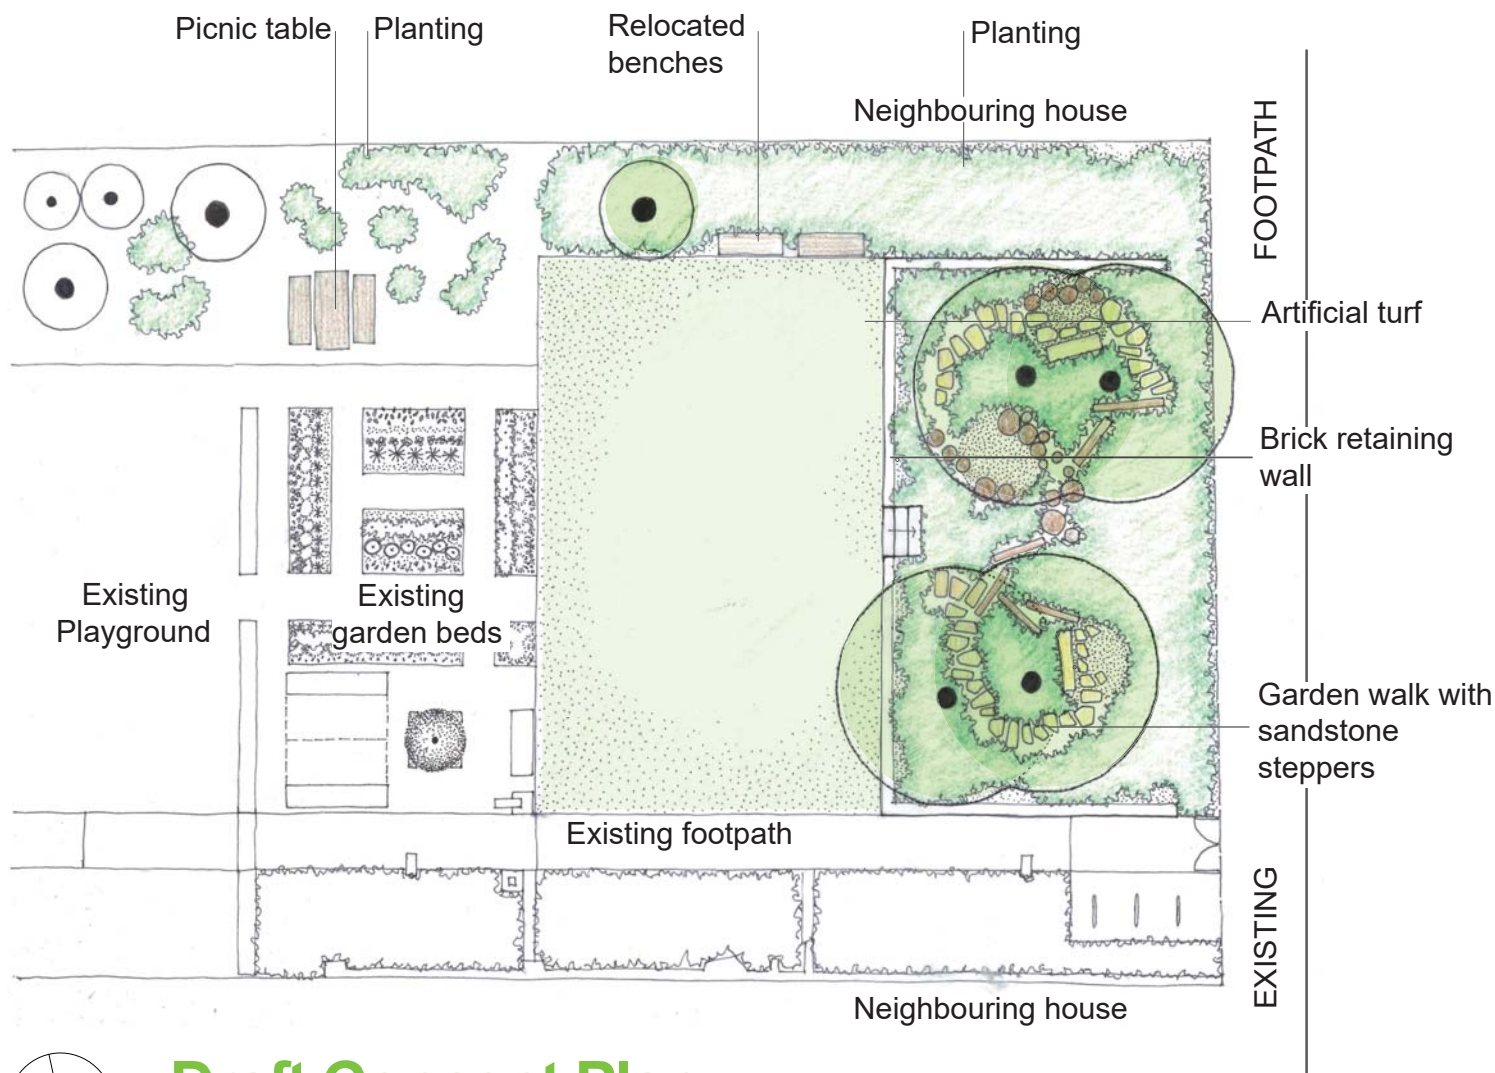 Picnic table
Planting
Relocated
benches
Planting
Neighbouring house
FOOTPATH
Artificial turf
Brick retaining
wall
Existing
Playground
Existing
garden beds
Garden walk with
sandstone
steppers
Existing footpath
EXISTING
Neighbouring house